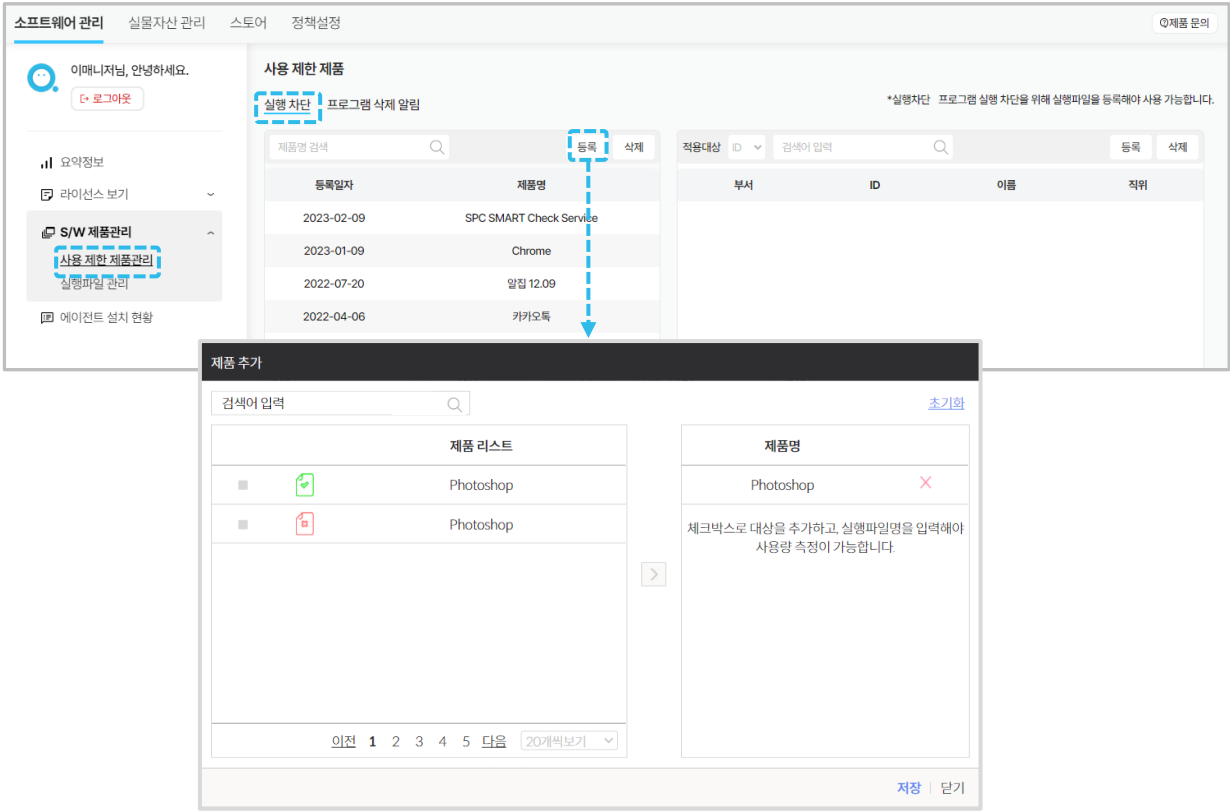 소프트웨어 관리 실물자산 관리 스토어 정책설정 제품 문의
이매니저님, 안녕하세요.
로그아웃
요약정보
라이선스 보기
S/W 제품관리
사용 제한 제품관리
실행파일 관리
에이전트 설치 현황
사용 제한 제품
실행 차단 프로그램 삭제 알림
*실행차단 프로그램 실행 차단을 위해 실행파일을 등록해야 사용 가능합니다.
제품명 검색 등록 삭제
등록일자 제품명
2023-02-09 SPC SMART Check Service
2023-01-09 Chrome
2022-07-20 알집 12.09
2022-04-06 카카오톡
적용대상 ID 검색어 입력 등록 삭제
부서 ID 이름 직위
제품 추가
검색어 입력 초기화
제품 리스트
Photoshop
Photoshop
이전 1 2 3 4 5 다음 20개씩보기
제품명
Photoshop
체크박스로 대상을 추가하고, 실행파일명을 입력해야
사용량 측정이 가능합니다.
저장 닫기